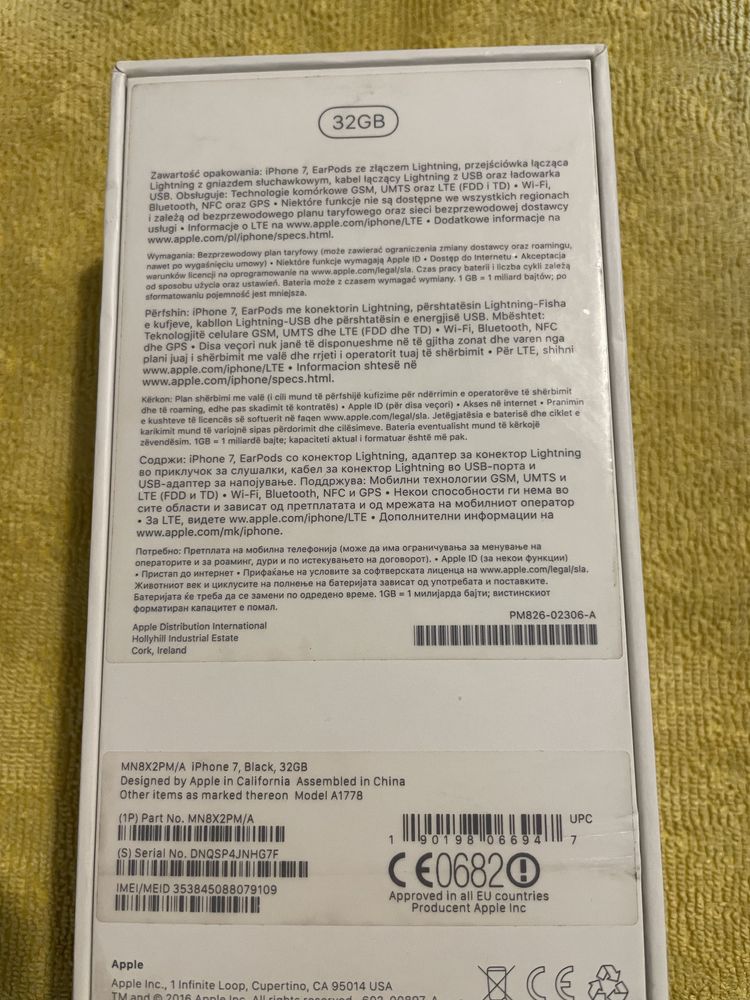 32GB
Zawartość opakowania: iPhone 7, EarPods ze złączem Lightning, przejściówka łącząca
Lightning z gniazdem słuchawkowym, kabel łączący Lightning z USB oraz ładowarka
USB. Obsługuje: Technologie komórkowe GSM, UMTS oraz LTE (FDD i TD) • Wi-Fi,
Bluetooth, NFC oraz GPS • Niektóre funkcje nie są dostępne we wszystkich regionach
i zależą od bezprzewodowego planu taryfowego oraz sieci bezprzewodowej dostawcy
usługi • Informacje o LTE na www.apple.com/iphone/LTE • Dodatkowe informacje na
www.apple.com/pl/iphone/specs.html.
Wymagania: Bezprzewodowy plan taryfowy (może zawierać ograniczenia zmiany dostawcy oraz roamingu,
nawet po wygaśnięciu umowy) • Niektóre funkcje wymagają Apple ID • Dostęp do Internetu • Akceptacja
warunków licencji na oprogramowanie na www.apple.com/legal/sla. Czas pracy baterii i liczba cykli zależą
od sposobu użycia oraz ustawień. Bateria może z czasem wymagać wymiany. 1 GB = 1 miliard bajtów; po
sformatowaniu pojemność jest mniejsza.
Përfshin: iPhone 7, EarPods me konektorin Lightning, përshtatësin Lightning-Fisha
e kufjeve, kabllon Lightning-USB dhe përshtatësin e energjisë USB. Mbështet:
Teknologjitë celulare GSM, UMTS dhe LTE (FDD dhe TD) • Wi-Fi, Bluetooth, NFC
dhe GPS • Disa veçori nuk janë të disponueshme në të gjitha zonat dhe varen nga
plani juaj i shërbimit me valë dhe rrjeti i operatorit tuaj të shërbimit • Për LTE, shihni
www.apple.com/iphone/LTE • Informacion shtesë në
www.apple.com/iphone/specs.html.
Kërkon: Plan shërbimi me valë (i cili mund të përfshijë kufizime për ndërrimin e operatorëve të shërbimit
dhe të roaming, edhe pas skadimit të kontratës) • Apple ID (për disa veçori) • Akses në internet • Pranimin
e kushteve të licencës së softuerit në faqen www.apple.com/legal/sla. Jetëgjatësia e baterisë dhe ciklet e
karikimit mund të variojnë sipas përdorimit dhe cilësimeve. Bateria eventualisht mund të kërkojë
zëvendësim. 1GB = 1 miliardë bajte; kapaciteti aktual i formatuar është më pak.
Содржи: iPhone 7, EarPods со конектор Lightning, адаптер за конектор Lightning
во приклучок за слушалки, кабел за конектор Lightning во USB-порта и
USB-адаптер за напојување. Поддржува: Мобилни технологии GSM, UMTS и
LTE (FDD и TD) • Wi-Fi, Bluetooth, NFC и GPS • Некои способности ги нема во
сите области и зависат од претплатата и од мрежата на мобилниот оператор
• За LTE, видете ww.apple.com/iphone/LTE • Дополнителни информации на
www.apple.com/mk/iphone.
Потребно: Претплата на мобилна телефонија (може да има ограничувања за менување на
операторите и за роаминг, дури и по истекувањето на договорот). • Apple ID (за некои функции)
• Пристап до интернет • Прифаќање на условите за софтверската лиценца на www.apple.com/legal/sla.
Животниот век и циклусите на полнење на батеријата зависат од употребата и поставките.
Батеријата ќе треба да се замени по одредено време. 1GB = 1 милијарда бајти; вистинскиот
форматиран капацитет е помал.
PM826-02306-A
Apple Distribution International
Hollyhill Industrial Estate
Cork, Ireland
MN8X2PM/A iPhone 7, Black, 32GB
Designed by Apple in California Assembled in China
Other items as marked thereon Model A1778
(1P) Part No. MN8X2PM/A
(S) Serial No. DNQSP4JNHG7F
IMEI/MEID 353845088079109
UPC
1 90198 06694 7
CE0682
Approved in all EU countries
Producent Apple Inc
Apple
Apple Inc., 1 Infinite Loop, Cupertino, CA 95014 USA
TM and © 2016 Apple Inc.
CE